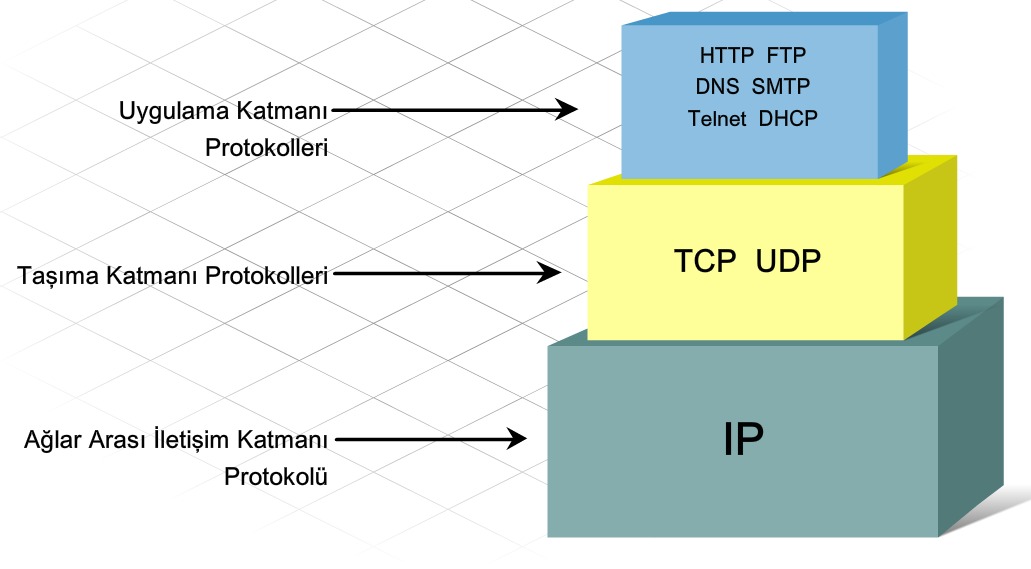 HTTP FTP
DNS SMTP
Telnet DHCP
Uygulama Katmanı
Protokolleri
TCP UDP
Taşıma Katmanı Protokolleri
IP
Ağlar Arası İletişim Katmanı
Protokolü